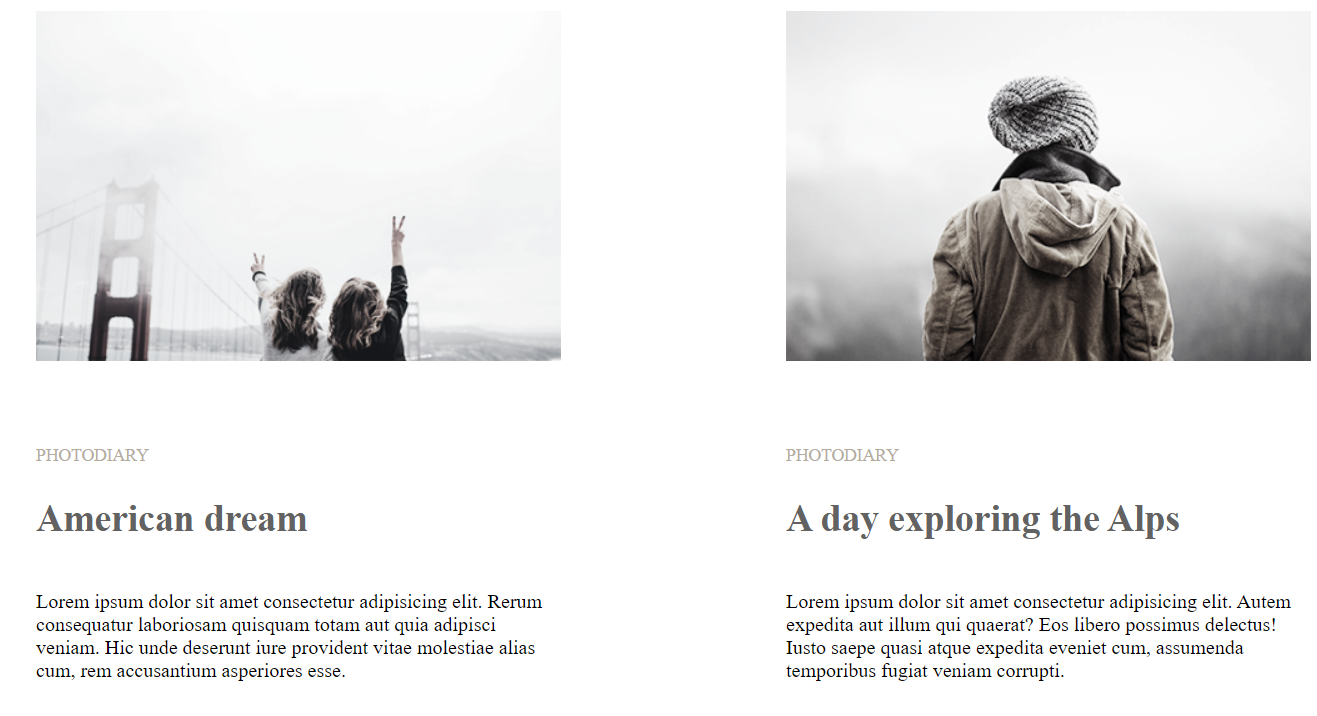 PHOTODIARY
American dream
Lorem ipsum dolor sit amet consectetur adipisicing elit. Rerum
consequatur laboriosam quisquam totam aut quia adipisci
veniam. Hic unde deserunt iure provident vitae molestiae alias
cum, rem accusantium asperiores esse.
PHOTODIARY
A day exploring the Alps
Lorem ipsum dolor sit amet consectetur adipisicing elit. Autem
expedita aut illum qui quaerat? Eos libero possimus delectus!
Iusto saepe quasi atque expedita eveniet cum, assumenda
temporibus fugiat veniam corrupti.